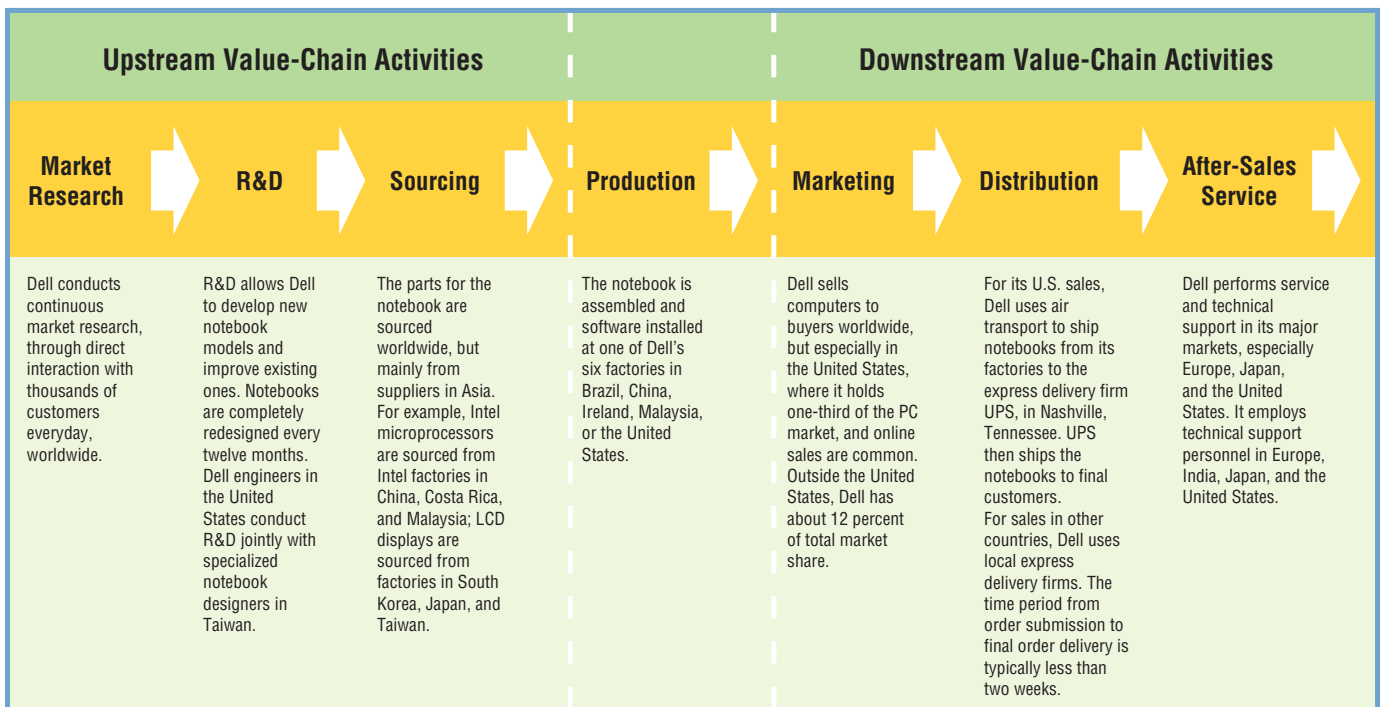 Upstream Value-Chain Activities
Downstream Value-Chain Activities
Market
Research
R&D
Sourcing
Production
Marketing
Distribution
After-Sales
Service
Dell conducts
continuous
market research,
through direct
interaction with
thousands of
customers
everyday,
worldwide.
R&D allows Dell
to develop new
notebook
models and
improve existing
ones. Notebooks
are completely
redesigned every
twelve months.
Dell engineers in
the United
States conduct
R&D jointly with
specialized
notebook
designers in
Taiwan.
The parts for the
notebook are
sourced
worldwide, but
mainly from
suppliers in Asia.
For example, Intel
microprocessors
are sourced from
Intel factories in
China, Costa Rica,
and Malaysia; LCD
displays are
sourced from
factories in South
Korea, Japan, and
Taiwan.
The notebook is
assembled and
software installed
at one of Dell's
six factories in
Brazil, China,
Ireland, Malaysia,
or the United
States.
Dell sells
computers to
buyers worldwide,
but especially in
the United States,
where it holds
one-third of the PC
market, and online
sales are common.
Outside the United
States, Dell has
about 12 percent
of total market
share.
For its U.S. sales,
Dell uses air
transport to ship
notebooks from its
factories to the
express delivery firm
UPS, in Nashville,
Tennessee. UPS
then ships the
notebooks to final
customers.
For sales in other
countries, Dell uses
local express
delivery firms. The
time period from
order submission to
final order delivery is
typically less than
two weeks.
Dell performs service
and technical
support in its major
markets, especially
Europe, Japan,
and the United
States. It employs
technical support
personnel in Europe,
India, Japan, and the
United States.